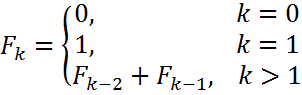 F_k = { 0, k = 0
1, k = 1
F_{k-2} + F_{k-1}, k > 1